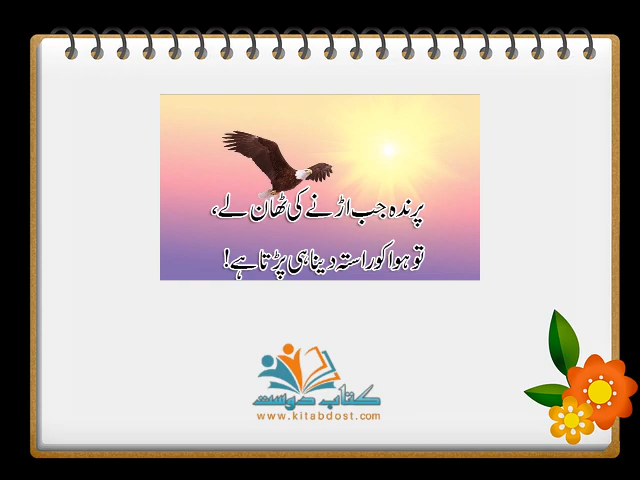 پرندہ جب اڑنے کی ٹھان لے،
تو ہوا کو راستہ دینا ہی پڑتا ہے!
کتاب دوست
www.kitabdost.com